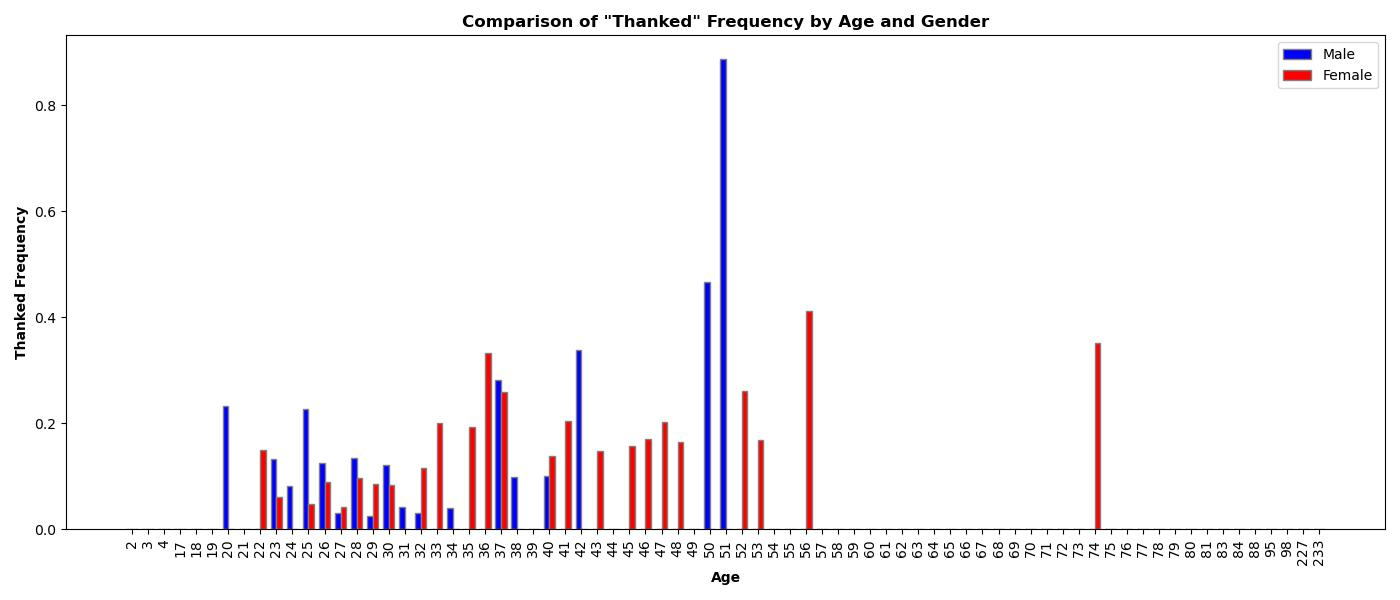 Comparison of "Thanked" Frequency by Age and Gender
Male
Female
Thanked Frequency
0.8
0.6
0.4
0.2
0.0
2 3 4 17 18 19 20 21 22 23 24 25 26 27 28 29 30 31 32 33 34 35 36 37 38 39 40 41 42 43 44 45 46 47 48 49 50 51 52 53 54 55 56 57 58 59 60 61 62 63 64 65 66 67 68 69 70 71 72 73 74 75 76 77 78 79 80 81 83 84 88 95 98 227 233
Age